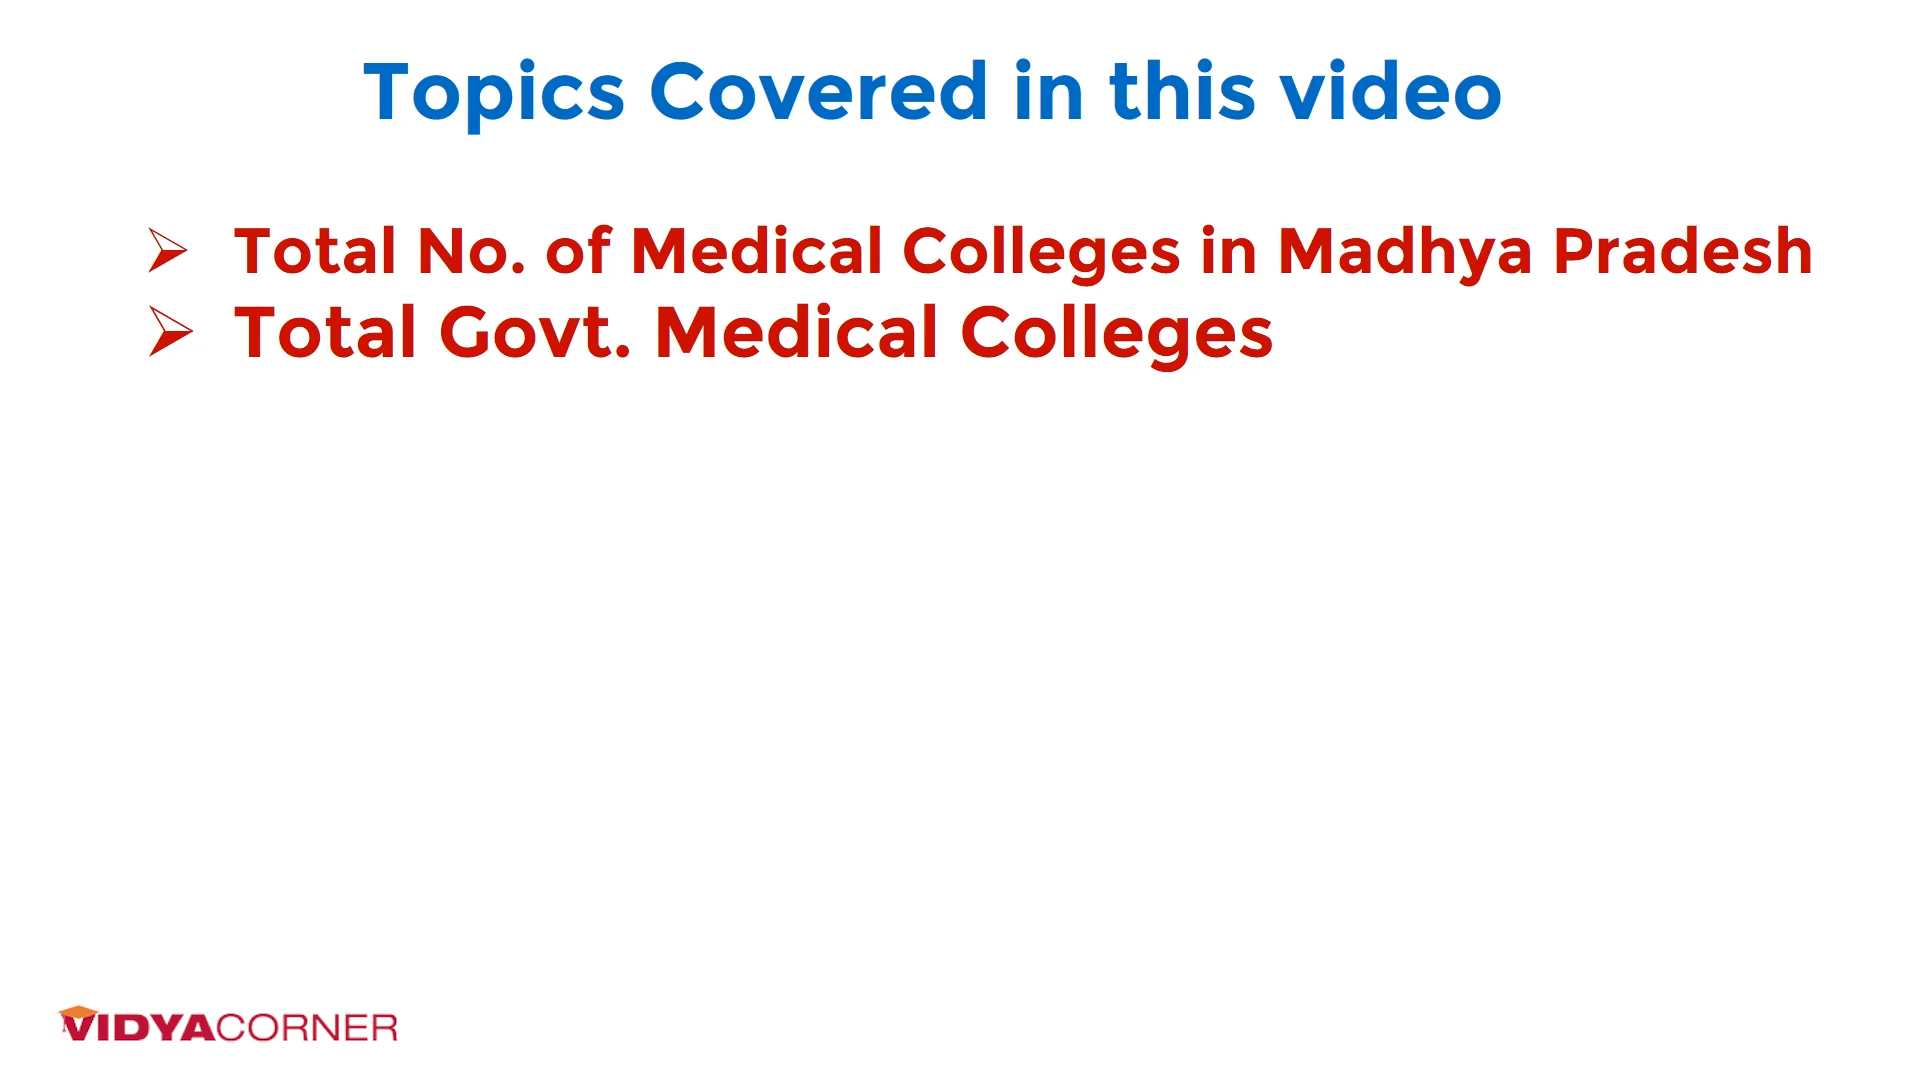 Topics Covered in this video
Total No. of Medical Colleges in Madhya Pradesh
Total Govt. Medical Colleges
VIDYACORNER